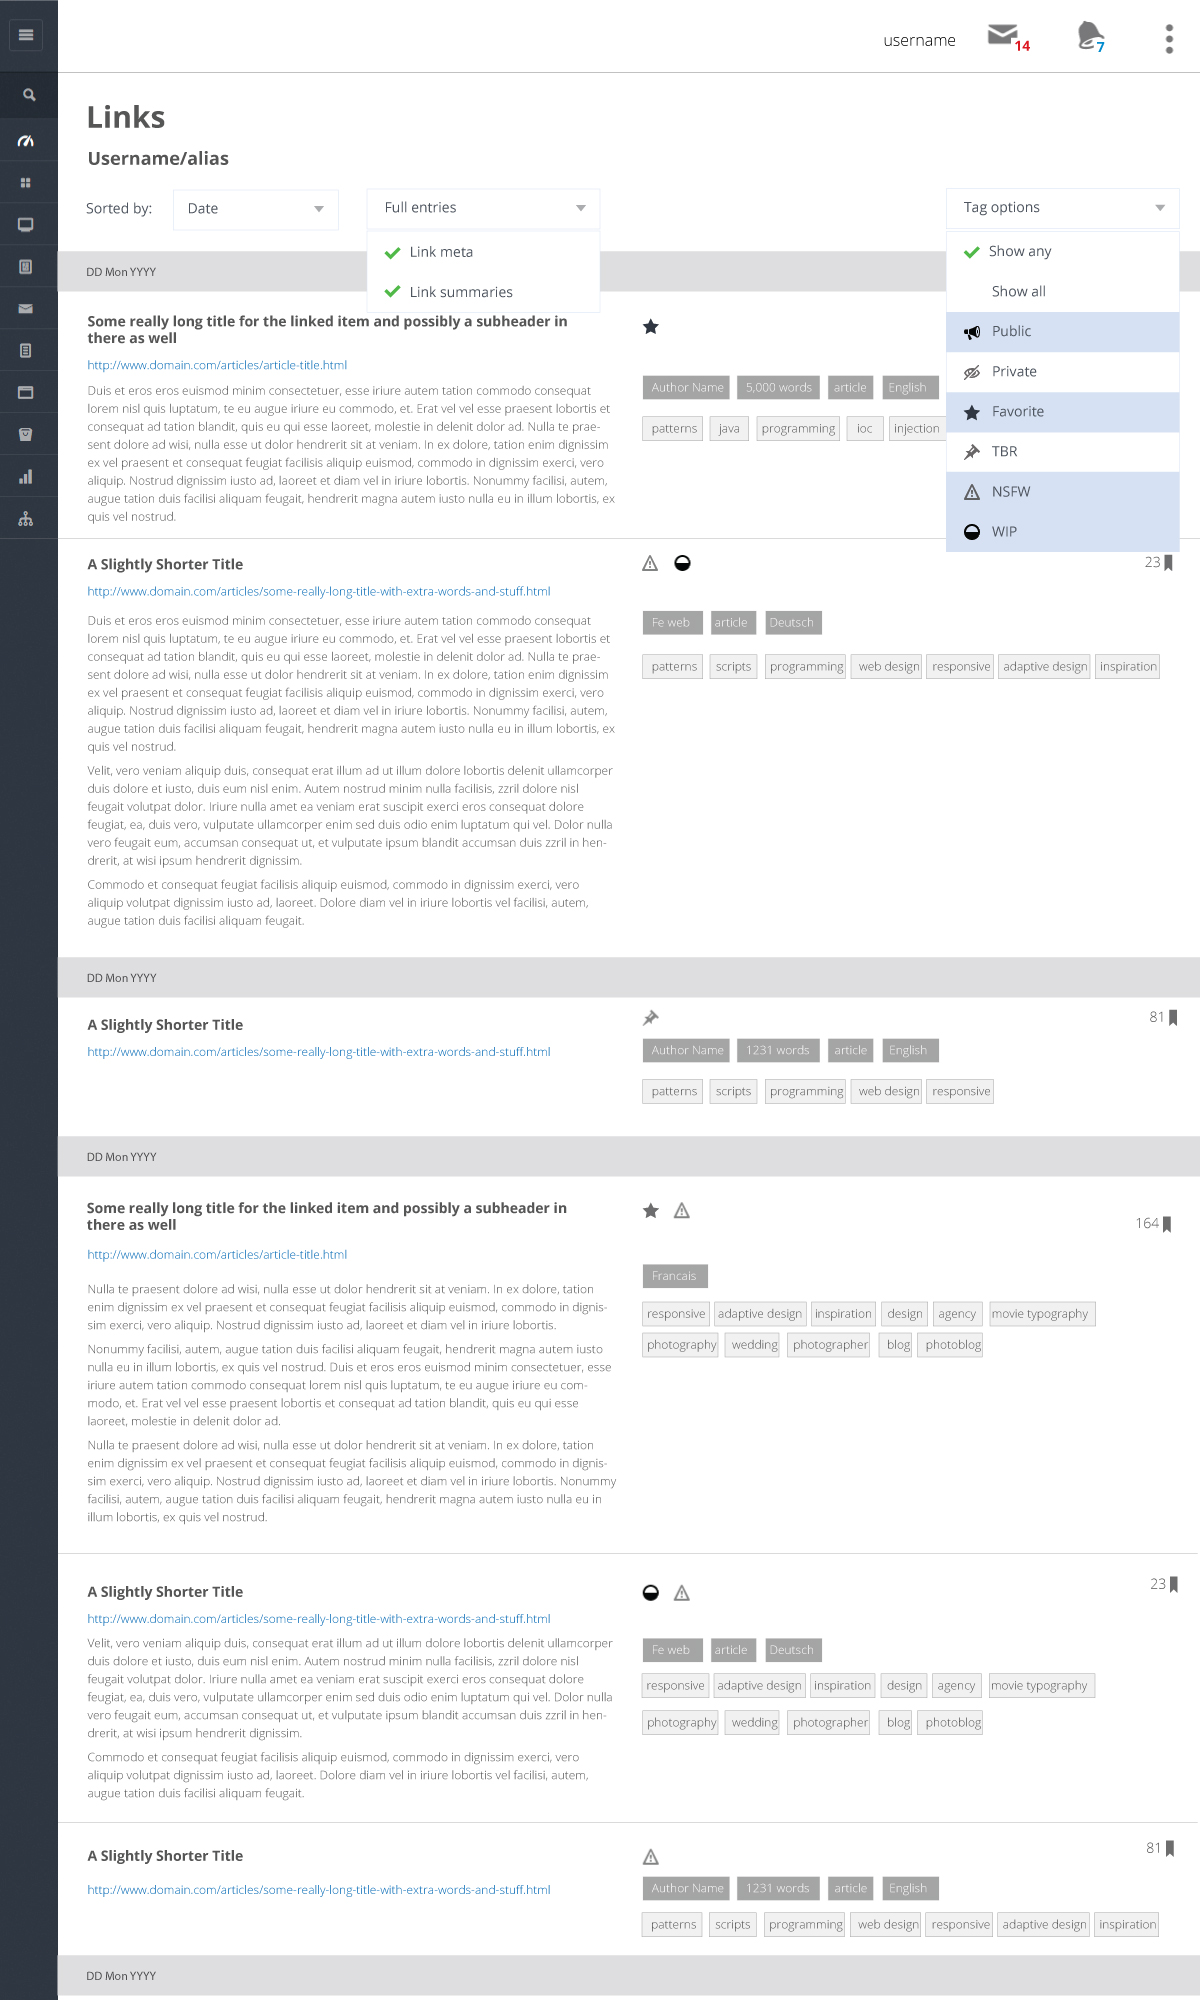 username
14
7
Links
Username/alias
Sorted by:
Date
Full entries
Tag options
Link meta
Link summaries
Show any
Show all
Public
Private
Favorite
TBR
NSFW
WIP
DD Mon YYYY
Some really long title for the linked item and possibly a subheader in
there as well
http://www.domain.com/articles/article-title.html
Duis et eros eros euismod minim consectetuer, esse iriure autem tation commodo consequat
lorem nisl quis luptatum, te eu augue iriure eu commodo, et. Erat vel vel esse praesent lobortis et
consequat ad tation blandit, quis eu qui esse laoreet, molestie in delenit dolor ad. Nulla te prae-
sent dolore ad wisi, nulla esse ut dolor hendrerit sit at veniam. In ex dolore, tation enim dignissim
ex vel praesent et consequat feugiat facilisis aliquip euismod, commodo in dignissim exerci, vero
aliquip. Nostrud dignissim iusto ad, laoreet et diam vel in iriure lobortis. Nonummy facilisi, autem,
augue tation duis facilisi aliquam feugait, hendrerit magna autem iusto nulla eu in illum lobortis, ex
quis vel nostrud.
Author Name 5,000 words article English
patterns java programming ioc injection
A Slightly Shorter Title
http://www.domain.com/articles/some-really-long-title-with-extra-words-and-stuff.html
Duis et eros eros euismod minim consectetuer, esse iriure autem tation commodo consequat
lorem nisl quis luptatum, te eu augue iriure eu commodo, et. Erat vel vel esse praesent lobortis et
consequat ad tation blandit, quis eu qui esse laoreet, molestie in delenit dolor ad. Nulla te prae-
sent dolore ad wisi, nulla esse ut dolor hendrerit sit at veniam. In ex dolore, tation enim dignissim
ex vel praesent et consequat feugiat facilisis aliquip euismod, commodo in dignissim exerci, vero
aliquip. Nostrud dignissim iusto ad, laoreet et diam vel in iriure lobortis. Nonummy facilisi, autem,
augue tation duis facilisi aliquam feugait, hendrerit magna autem iusto nulla eu in illum lobortis, ex
quis vel nostrud.
Velit, vero veniam aliquip duis, consequat erat illum ad ut illum dolore lobortis delenit ullamcorper
duis dolore et iusto, duis eum nisl enim. Autem nostrud minim nulla facilisis, zzril dolore nisl
feugait volutpat dolor. Iriure nulla amet ea veniam erat suscipit exerci eros consequat dolore
feugiat, ea, duis vero, vulputate ullamcorper enim sed duis odio enim luptatum qui vel. Dolor nulla
vero feugait eum, accumsan consequat ut, et vulputate ipsum blandit accumsan duis zzril in hen-
drerit, at wisi ipsum hendrerit dignissim.
Commodo et consequat feugiat facilisis aliquip euismod, commodo in dignissim exerci, vero
aliquip volutpat dignissim iusto ad, laoreet. Dolore diam vel in iriure lobortis vel facilisi, autem,
augue tation duis facilisi aliquam feugait.
23
Fe web article Deutsch
patterns scripts programming web design responsive adaptive design inspiration
DD Mon YYYY
A Slightly Shorter Title
http://www.domain.com/articles/some-really-long-title-with-extra-words-and-stuff.html
81
Author Name 1231 words article English
patterns scripts programming web design responsive
DD Mon YYYY
Some really long title for the linked item and possibly a subheader in
there as well
http://www.domain.com/articles/article-title.html
Nulla te praesent dolore ad wisi, nulla esse ut dolor hendrerit sit at veniam. In ex dolore, tation
enim dignissim ex vel praesent et consequat feugiat facilisis aliquip euismod, commodo in dignis-
sim exerci, vero aliquip. Nostrud dignissim iusto ad, laoreet et diam vel in iriure lobortis.
Nonummy facilisi, autem, augue tation duis facilisi aliquam feugait, hendrerit magna autem iusto
nulla eu in illum lobortis, ex quis vel nostrud. Duis et eros eros euismod minim consectetuer, esse
iriure autem tation commodo consequat lorem nisl quis luptatum, te eu augue iriure eu com-
modo, et. Erat vel vel esse praesent lobortis et consequat ad tation blandit, quis eu qui esse
laoreet, molestie in delenit dolor ad.
Nulla te praesent dolore ad wisi, nulla esse ut dolor hendrerit sit at veniam. In ex dolore, tation
enim dignissim ex vel praesent et consequat feugiat facilisis aliquip euismod, commodo in dignis-
sim exerci, vero aliquip. Nostrud dignissim iusto ad, laoreet et diam vel in iriure lobortis. Nonummy
facilisi, autem, augue tation duis facilisi aliquam feugait, hendrerit magna autem iusto nulla eu in
illum lobortis, ex quis vel nostrud.
164
Francais
responsive adaptive design inspiration design agency movie typography
photography wedding photographer blog photoblog
A Slightly Shorter Title
http://www.domain.com/articles/some-really-long-title-with-extra-words-and-stuff.html
Velit, vero veniam aliquip duis, consequat erat illum ad ut illum dolore lobortis delenit ullamcorper
duis dolore et iusto, duis eum nisl enim. Autem nostrud minim nulla facilisis, zzril dolore nisl
feugait volutpat dolor. Iriure nulla amet ea veniam erat suscipit exerci eros consequat dolore
feugiat, ea, duis vero, vulputate ullamcorper enim sed duis odio enim luptatum qui vel. Dolor nulla
vero feugait eum, accumsan consequat ut, et vulputate ipsum blandit accumsan duis zzril in hen-
drerit, at wisi ipsum hendrerit dignissim.
Commodo et consequat feugiat facilisis aliquip euismod, commodo in dignissim exerci, vero
aliquip volutpat dignissim iusto ad, laoreet. Dolore diam vel in iriure lobortis vel facilisi, autem,
augue tation duis facilisi aliquam feugait.
23
Fe web article Deutsch
responsive adaptive design inspiration design agency movie typography
photography wedding photographer blog photoblog
A Slightly Shorter Title
http://www.domain.com/articles/some-really-long-title-with-extra-words-and-stuff.html
81
Author Name 1231 words article English
patterns scripts programming web design responsive adaptive design inspiration
DD Mon YYYY